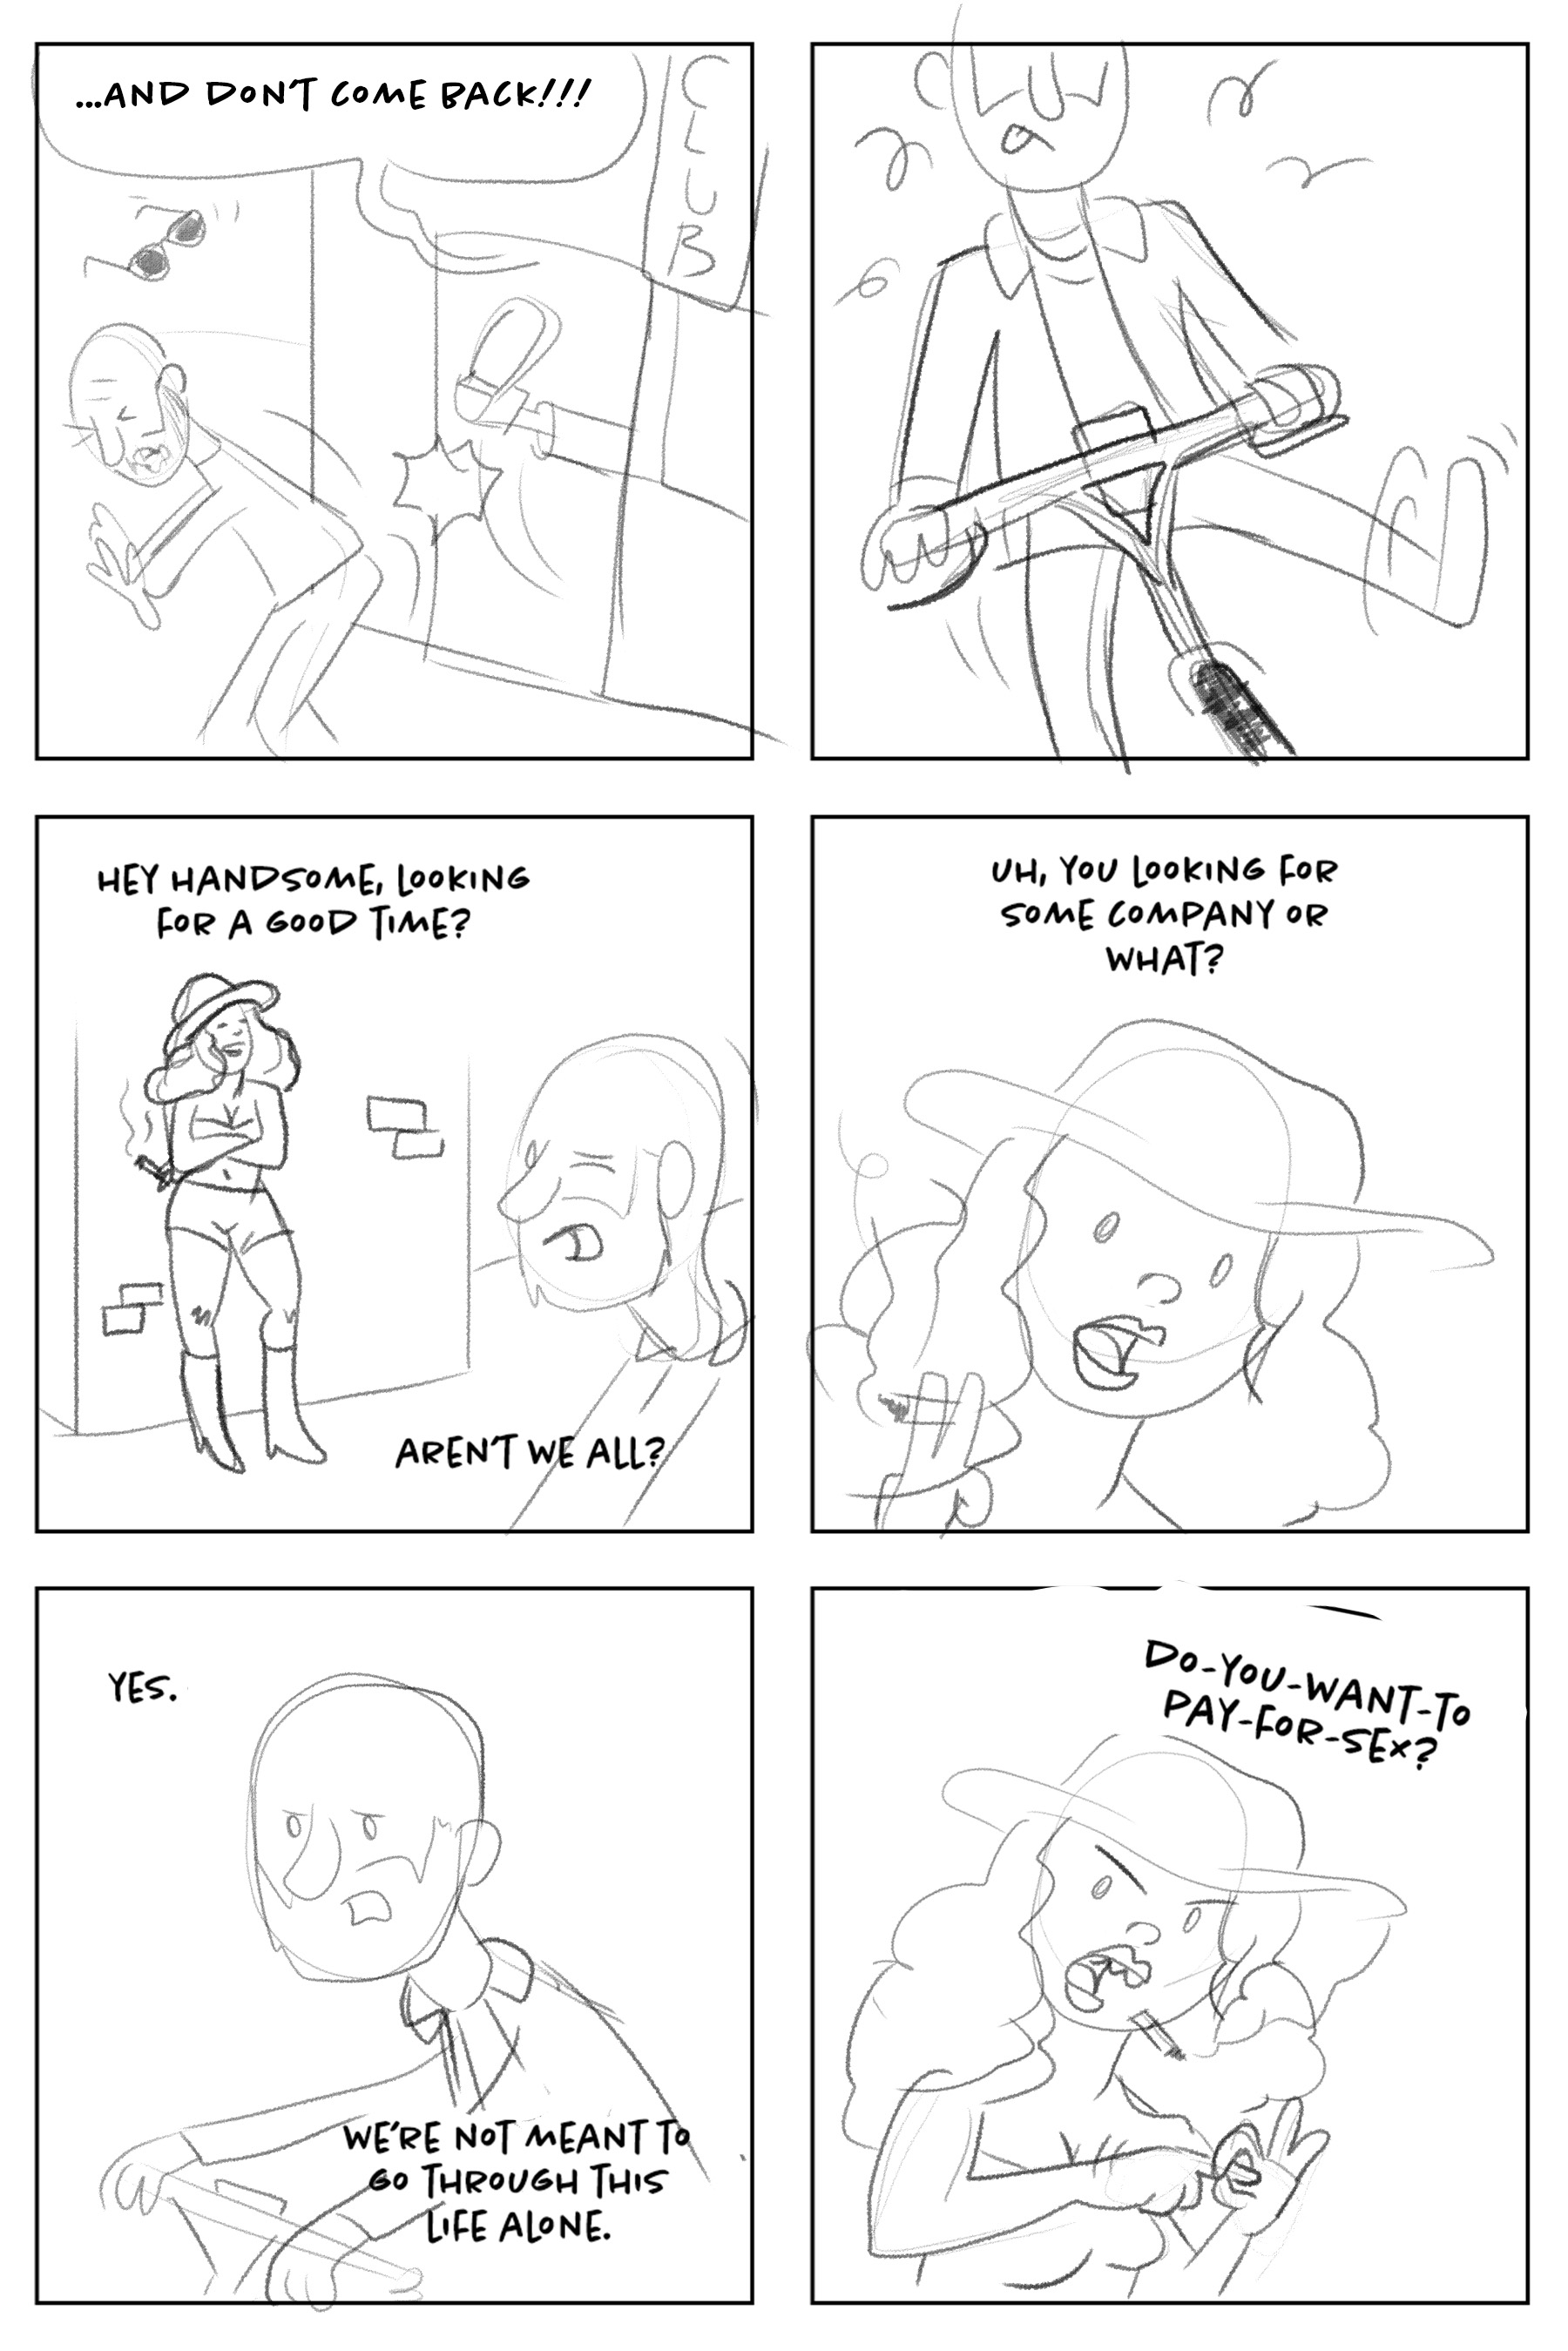 ...AND DON'T COME BACK!!!
CLUB
HEY HANDSOME, LOOKING
FOR A GOOD TIME?
AREN'T WE ALL?
UH, YOU LOOKING FOR
SOME COMPANY OR
WHAT?
YES.
WE'RE NOT MEANT TO
GO THROUGH THIS
LIFE ALONE.
DO-YOU-WANT-TO
PAY-FOR-SEX?